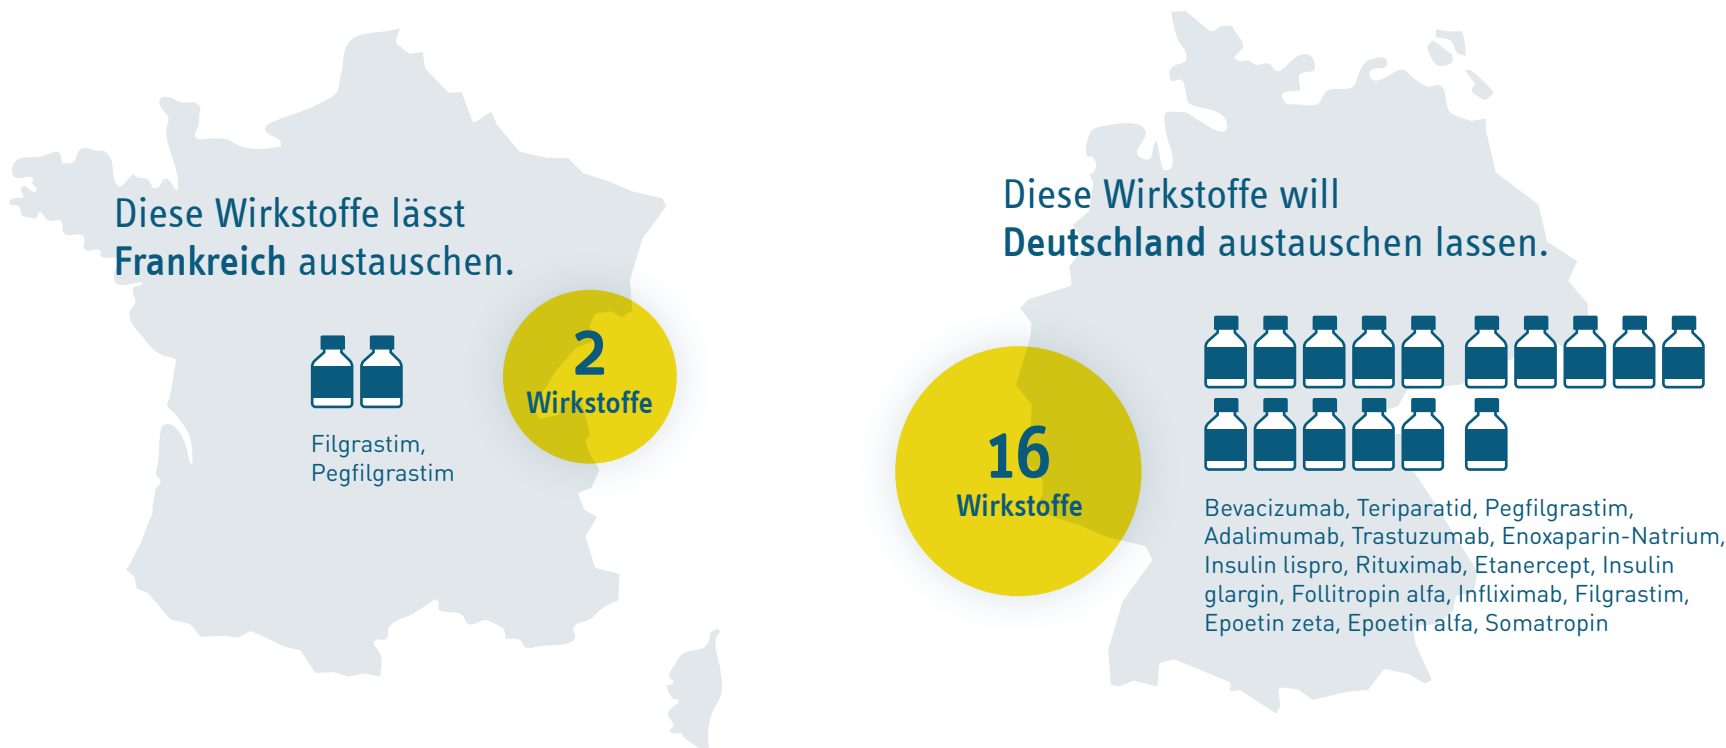 Diese Wirkstoffe lässt
Frankreich austauschen.
2
Wirkstoffe
Filgrastim,
Pegfilgrastim
Diese Wirkstoffe will
Deutschland austauschen lassen.
16
Wirkstoffe
Bevacizumab, Teriparatid, Pegfilgrastim,
Adalimumab, Trastuzumab, Enoxaparin-Natrium,
Insulin lispro, Rituximab, Etanercept, Insulin
glargin, Follitropin alfa, Infliximab, Filgrastim,
Epoetin zeta, Epoetin alfa, Somatropin